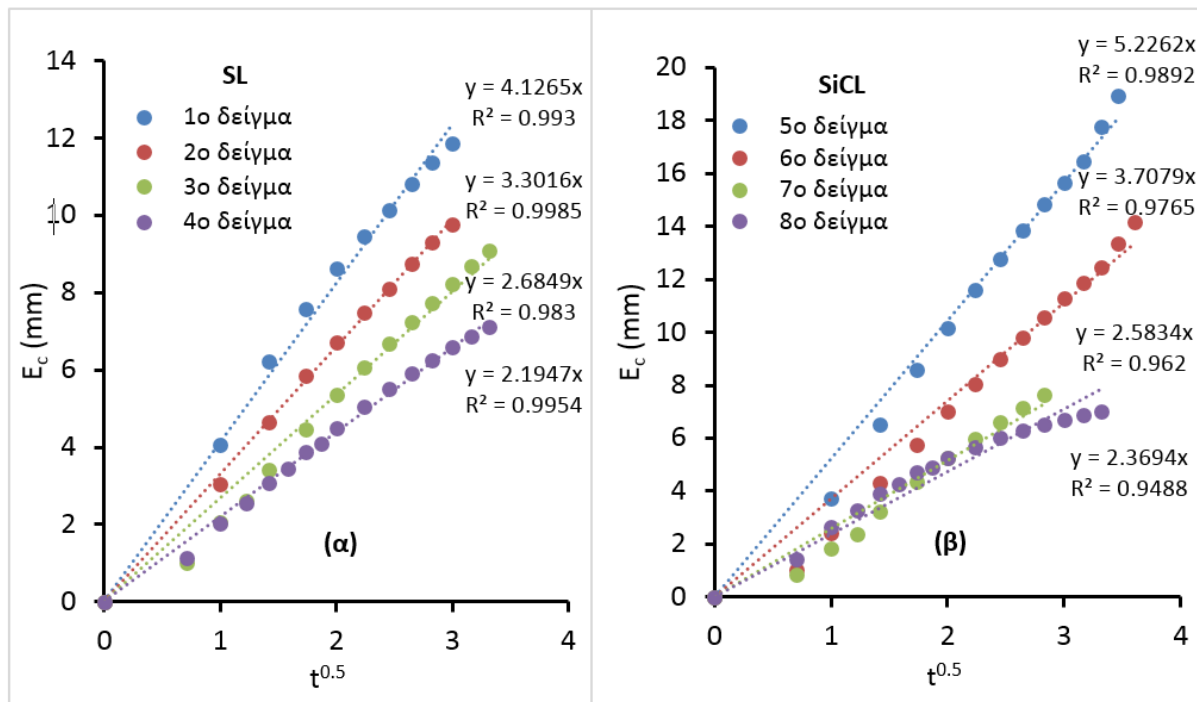 SL
1ο δείγμα
2ο δείγμα
3ο δείγμα
4ο δείγμα
y = 4.1265x
R² = 0.993
y = 3.3016x
R² = 0.9985
y = 2.6849x
R² = 0.983
y = 2.1947x
R² = 0.9954
14
12
10
8
6
4
2
0
E_c (mm)
(α)
0 1 2 3 4
t^0.5
SiCL
5ο δείγμα
6ο δείγμα
7ο δείγμα
8ο δείγμα
y = 5.2262x
R² = 0.9892
y = 3.7079x
R² = 0.9765
y = 2.5834x
R² = 0.962
y = 2.3694x
R² = 0.9488
20
18
16
14
12
10
8
6
4
2
0
E_c (mm)
(β)
0 1 2 3 4
t^0.5